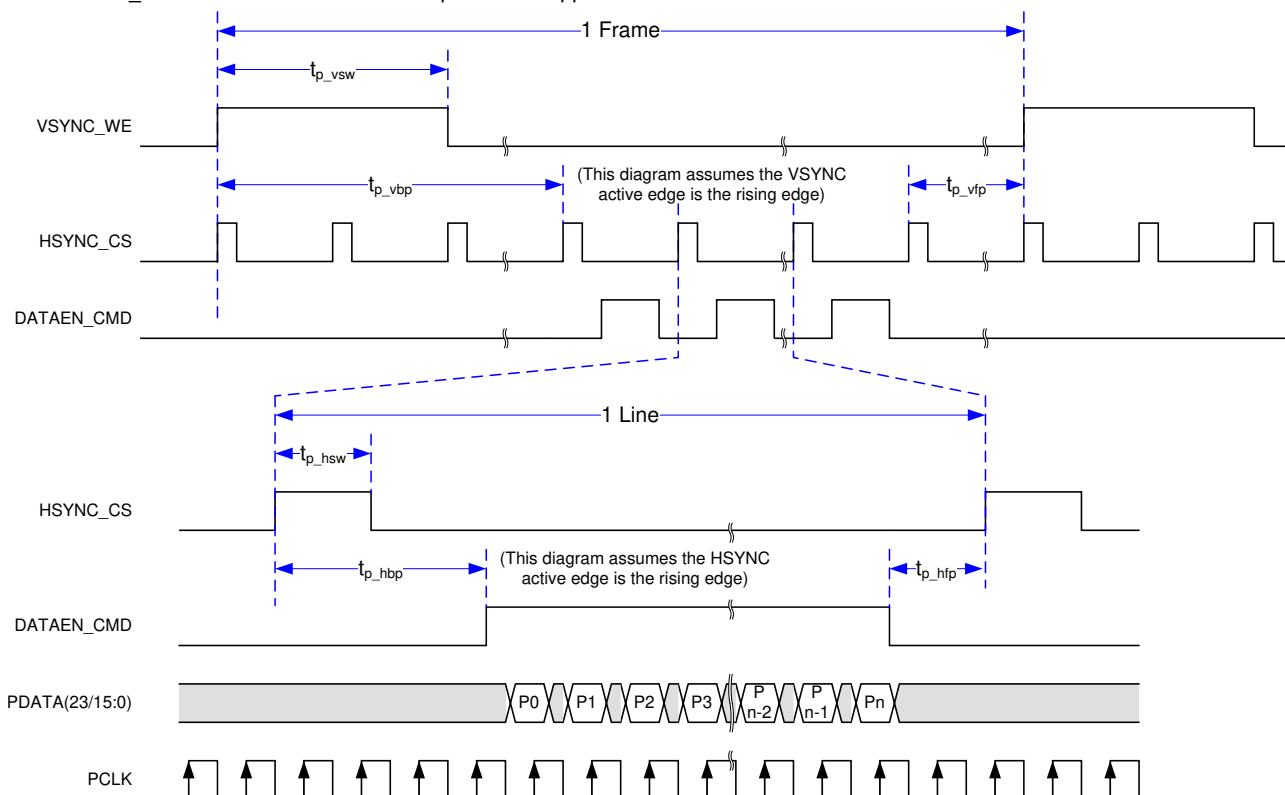 1 Frame
tp_vsw
VSYNC_WE
(This diagram assumes the VSYNC
active edge is the rising edge)
tp_vbp
tp_vfp
HSYNC_CS
DATAEN_CMD
1 Line
tp_hsw
HSYNC_CS
(This diagram assumes the HSYNC
active edge is the rising edge)
tp_hbp
tp_hfp
DATAEN_CMD
PDATA(23/15:0)
P0
P1
P2
P3
P
n-2
P
n-1
Pn
PCLK